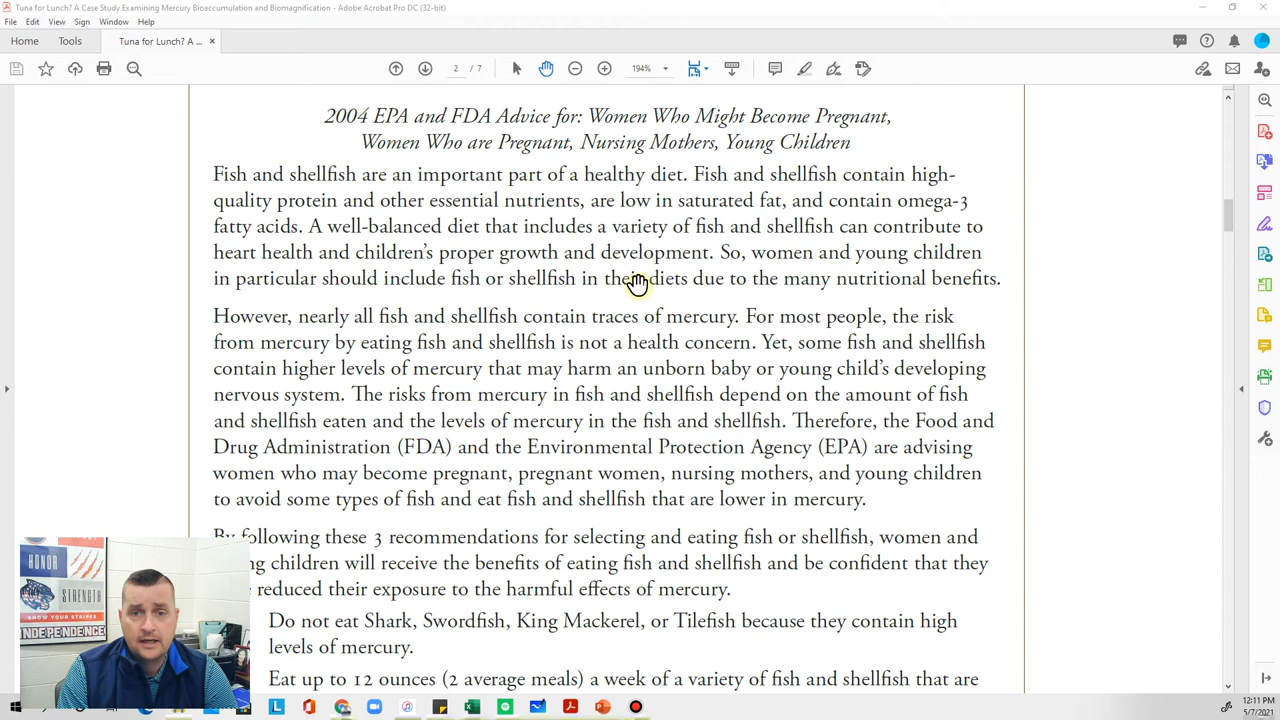 Tuna for Lunch? A Case Study Examining Mercury Bioaccumulation and Biomagnification - Adobe Acrobat Pro DC (32-bit)
File Edit View Sign Window Help
Home Tools Tuna for Lunch? A ... ×
2 / 7 194%
2004 EPA and FDA Advice for: Women Who Might Become Pregnant,
Women Who are Pregnant, Nursing Mothers, Young Children
Fish and shellfish are an important part of a healthy diet. Fish and shellfish contain high-
quality protein and other essential nutrients, are low in saturated fat, and contain omega-3
fatty acids. A well-balanced diet that includes a variety of fish and shellfish can contribute to
heart health and children's proper growth and development. So, women and young children
in particular should include fish or shellfish in their diets due to the many nutritional benefits.
However, nearly all fish and shellfish contain traces of mercury. For most people, the risk
from mercury by eating fish and shellfish is not a health concern. Yet, some fish and shellfish
contain higher levels of mercury that may harm an unborn baby or young child's developing
nervous system. The risks from mercury in fish and shellfish depend on the amount of fish
and shellfish eaten and the levels of mercury in the fish and shellfish. Therefore, the Food and
Drug Administration (FDA) and the Environmental Protection Agency (EPA) are advising
women who may become pregnant, pregnant women, nursing mothers, and young children
to avoid some types of fish and eat fish and shellfish that are lower in mercury.
By following these 3 recommendations for selecting and eating fish or shellfish, women and
children will receive the benefits of eating fish and shellfish and be confident that they
reduced their exposure to the harmful effects of mercury.
Do not eat Shark, Swordfish, King Mackerel, or Tilefish because they contain high
levels of mercury.
Eat up to 12 ounces (2 average meals) a week of a variety of fish and shellfish that are
HONOR
STRENGTH
SHOW YOUR STRIPES
INDEPENDENCE
12:11 PM
5/7/2021